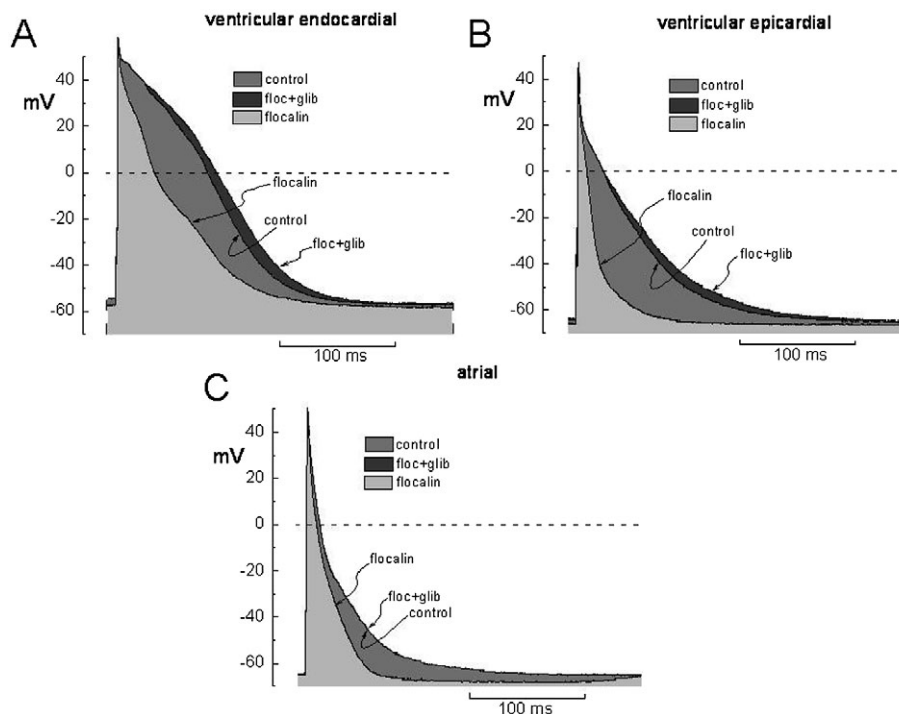 A
ventricular endocardial
mV
40
20
0
-20
-40
-60
control
floc+glib
flocalin
flocalin
control
floc+glib
100 ms
B
ventricular epicardial
mV
40
20
0
-20
-40
-60
control
floc+glib
flocalin
flocalin
control
floc+glib
100 ms
C
atrial
mV
40
20
0
-20
-40
-60
control
floc+glib
flocalin
flocalin
floc+glib
control
100 ms